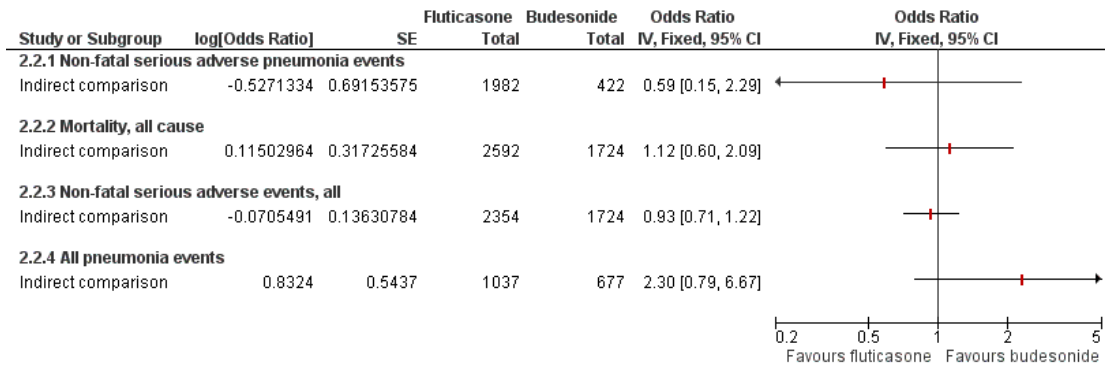 Fluticasone Budesonide Odds Ratio Odds Ratio
Study or Subgroup log[Odds Ratio] SE Total Total IV, Fixed, 95% CI IV, Fixed, 95% CI
2.2.1 Non-fatal serious adverse pneumonia events
Indirect comparison -0.5271334 0.69153575 1982 422 0.59 [0.15, 2.29]
2.2.2 Mortality, all cause
Indirect comparison 0.11502964 0.31725584 2592 1724 1.12 [0.60, 2.09]
2.2.3 Non-fatal serious adverse events, all
Indirect comparison -0.0705491 0.13630784 2354 1724 0.93 [0.71, 1.22]
2.2.4 All pneumonia events
Indirect comparison 0.8324 0.5437 1037 677 2.30 [0.79, 6.67]
0.2 0.5 1 2 5
Favours fluticasone Favours budesonide